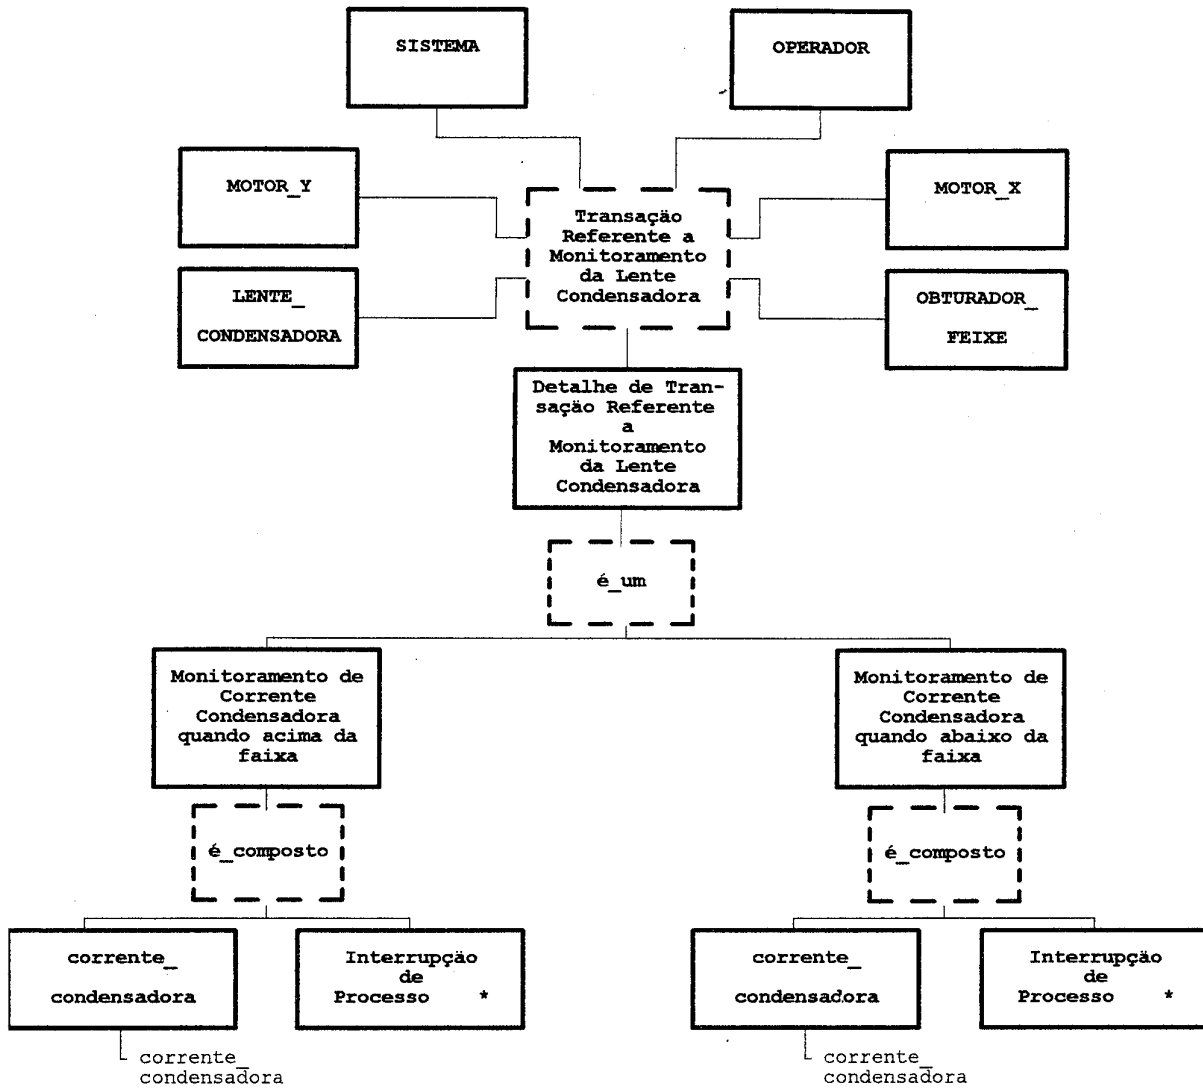 SISTEMA
OPERADOR
MOTOR_Y
MOTOR_X
Transação
Referente a
Monitoramento
da Lente
Condensadora
LENTE_
CONDENSADORA
OBTURADOR_
FEIXE
Detalhe de Tran-
sação Referente
a
Monitoramento
da Lente
Condensadora
é_um
Monitoramento de
Corrente
Condensadora
quando acima da
faixa
Monitoramento de
Corrente
Condensadora
quando abaixo da
faixa
é_composto
é_composto
corrente_
condensadora
Interrupção
de
Processo *
corrente_
condensadora
Interrupção
de
Processo *
corrente_
condensadora
corrente_
condensadora